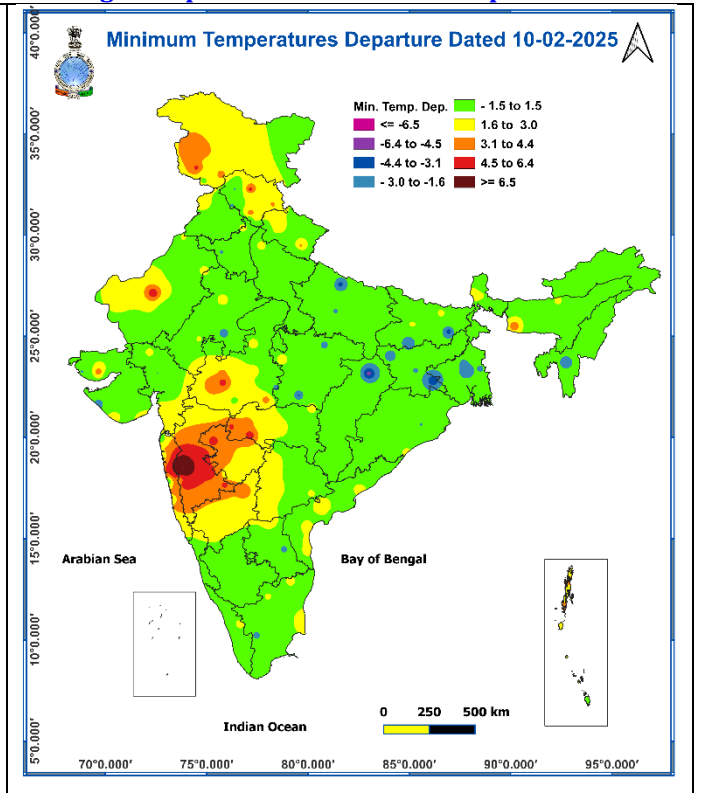 Minimum Temperatures Departure Dated 10-02-2025
Min. Temp. Dep.
<= -6.5
-6.4 to -4.5
-4.4 to -3.1
- 3.0 to -1.6
- 1.5 to 1.5
1.6 to 3.0
3.1 to 4.4
4.5 to 6.4
>= 6.5
40°0.000'
35°0.000'
30°0.000'
25°0.000'
20°0.000'
15°0.000'
10°0.000'
5°0.000'
Arabian Sea
Bay of Bengal
Indian Ocean
0 250 500 km
70°0.000' 75°0.000' 80°0.000' 85°0.000' 90°0.000' 95°0.000'